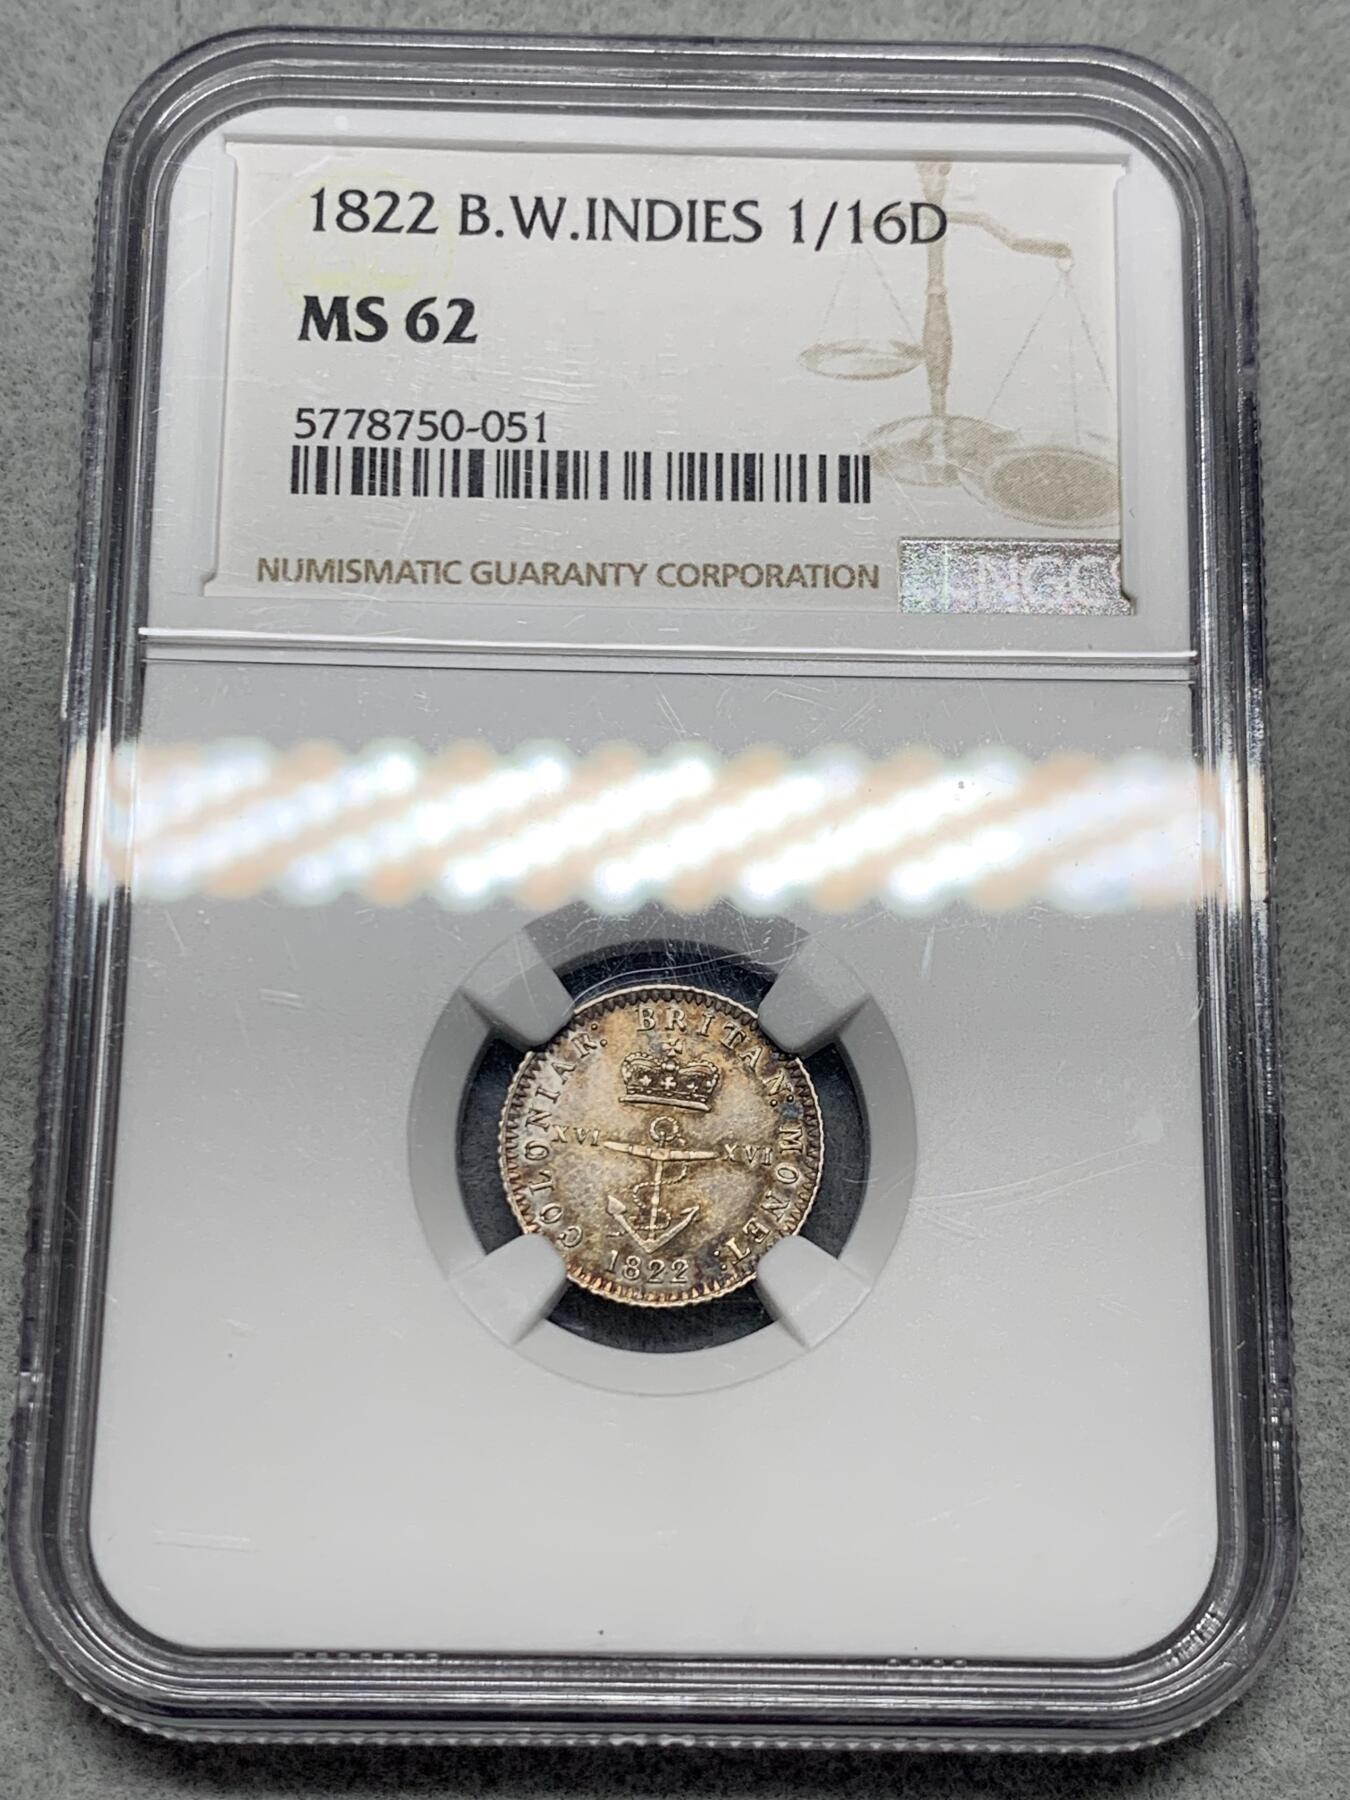 1822 B.W.INDIES 1/16D
MS 62
5778750-051
NUMISMATIC GUARANTY CORPORATION
NGC
COLONIAR: BRITAN: MONET.
XVI XVI
1822